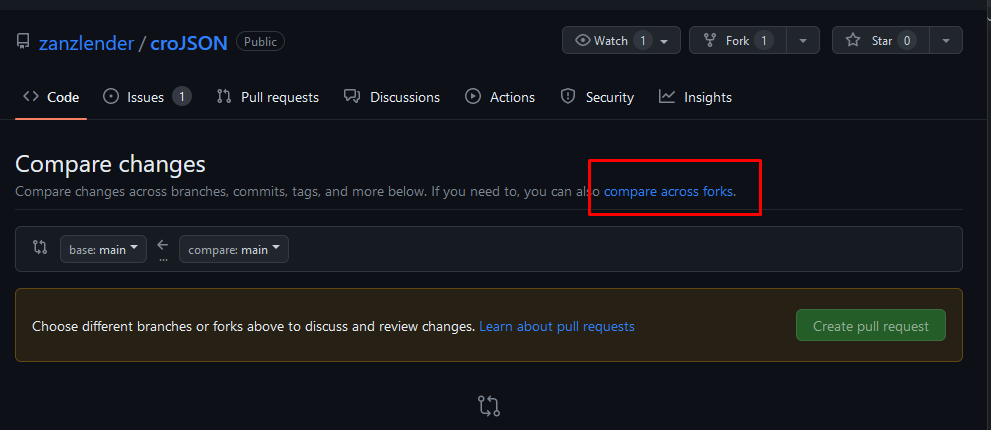 zanzlender / croJSON Public Watch 1 Fork 1 Star 0
Code Issues 1 Pull requests Discussions Actions Security Insights
Compare changes
Compare changes across branches, commits, tags, and more below. If you need to, you can also compare across forks.
base: main ← compare: main
...
Choose different branches or forks above to discuss and review changes. Learn about pull requests Create pull request